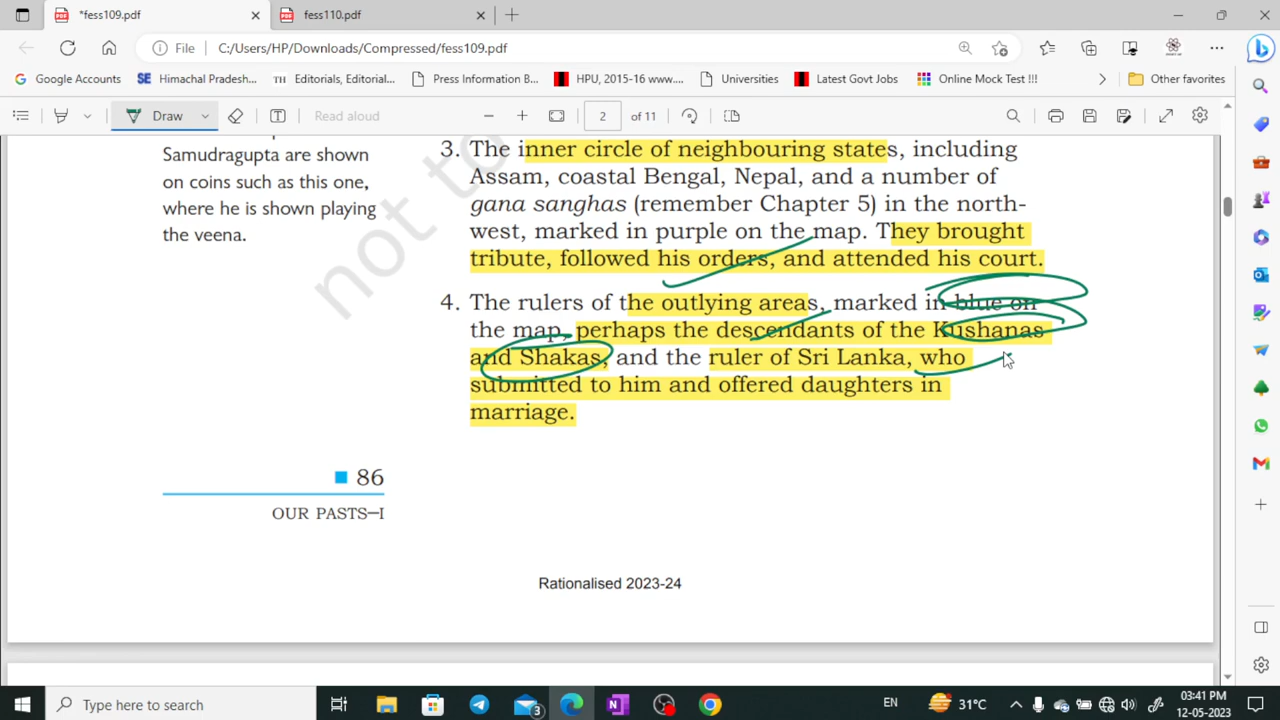 *fess109.pdf
fess110.pdf
File C:/Users/HP/Downloads/Compressed/fess109.pdf
Google Accounts
Himachal Pradesh...
Editorials, Editorial...
Press Information B...
HPU, 2015-16 www....
Universities
Latest Govt Jobs
Online Mock Test !!!
Other favorites
Draw
Read aloud
2 of 11
Samudragupta are shown
on coins such as this one,
where he is shown playing
the veena.
not to
3. The inner circle of neighbouring states, including
Assam, coastal Bengal, Nepal, and a number of
gana sanghas (remember Chapter 5) in the north-
west, marked in purple on the map. They brought
tribute, followed his orders, and attended his court.
4. The rulers of the outlying areas, marked in blue on
the map, perhaps the descendants of the Kushanas
and Shakas, and the ruler of Sri Lanka, who
submitted to him and offered daughters in
marriage.
86
OUR PASTS–I
Rationalised 2023-24
Type here to search
3
EN
31°C
03:41 PM
12-05-2023